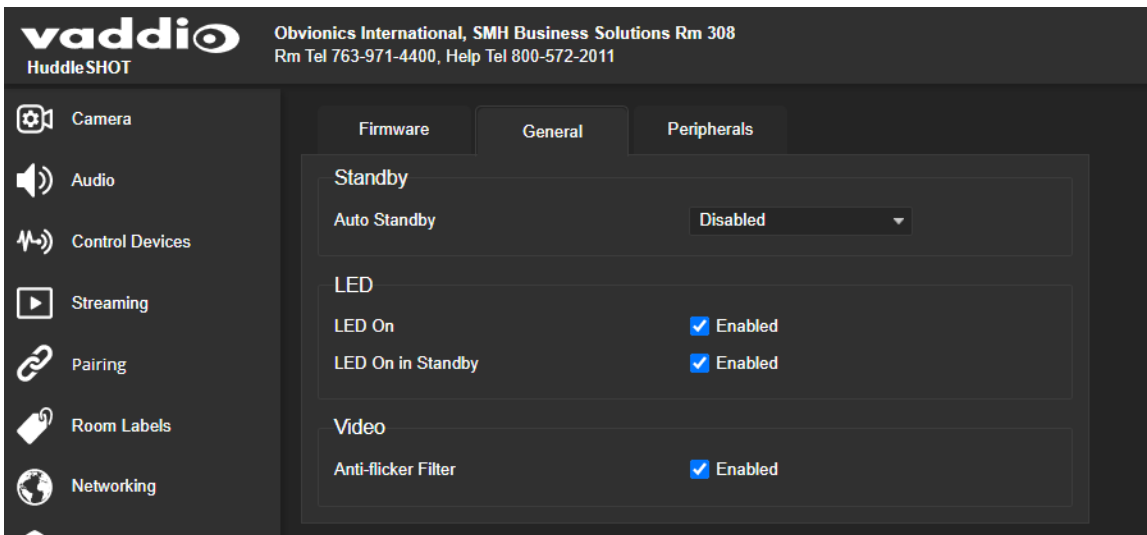 vaddio
HuddleSHOT
Obvionics International, SMH Business Solutions Rm 308
Rm Tel 763-971-4400, Help Tel 800-572-2011
Camera
Audio
Control Devices
Streaming
Pairing
Room Labels
Networking
Firmware General Peripherals
Standby
Auto Standby Disabled
LED
LED On Enabled
LED On in Standby Enabled
Video
Anti-flicker Filter Enabled